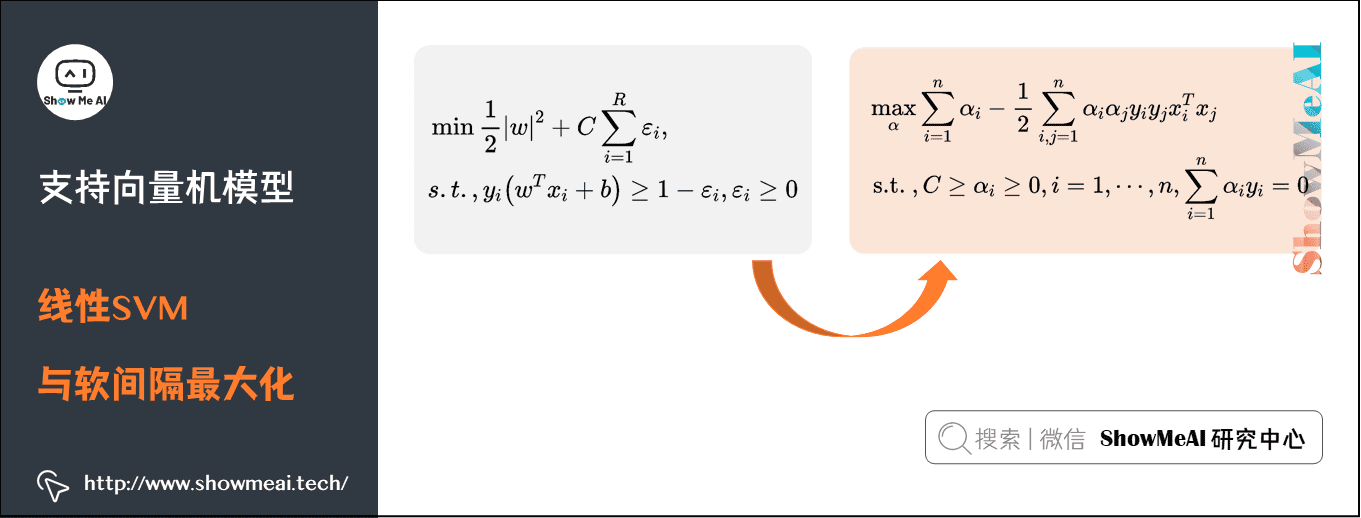 Show Me AI
支持向量机模型
线性SVM
与软间隔最大化
http://www.showmeai.tech/
min 1/2 |w|² + C ∑_{i=1}^{R} ε_i,
s.t., y_i(w^T x_i + b) ≥ 1 − ε_i, ε_i ≥ 0
max_α ∑_{i=1}^{n} α_i − 1/2 ∑_{i,j=1}^{n} α_i α_j y_i y_j x_i^T x_j
s.t., C ≥ α_i ≥ 0, i = 1, ⋯, n, ∑_{i=1}^{n} α_i y_i = 0
ShowMeAI
搜索 | 微信 ShowMeAI 研究中心